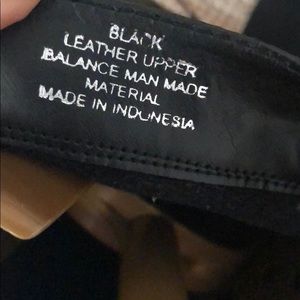 BLACK
LEATHER UPPER
BALANCE MAN MADE
MATERIAL
MADE IN INDONESIA